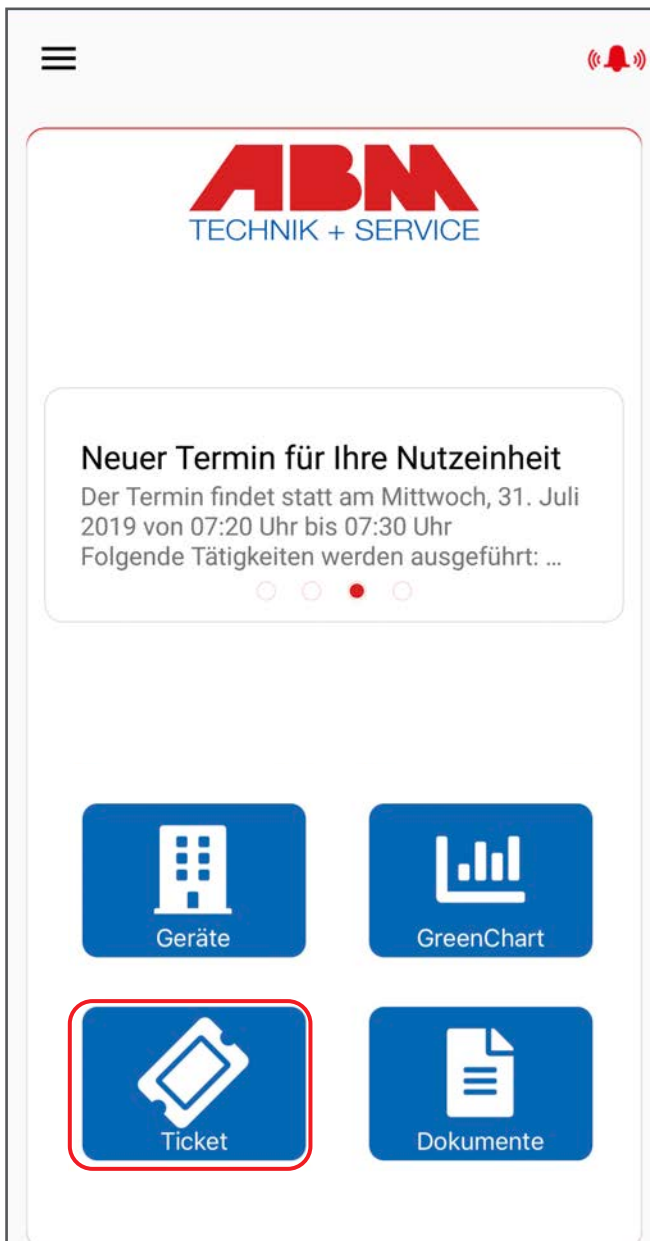 ABM
TECHNIK + SERVICE
Neuer Termin für Ihre Nutzeinheit
Der Termin findet statt am Mittwoch, 31. Juli
2019 von 07:20 Uhr bis 07:30 Uhr
Folgende Tätigkeiten werden ausgeführt: ...
Geräte
GreenChart
Ticket
Dokumente